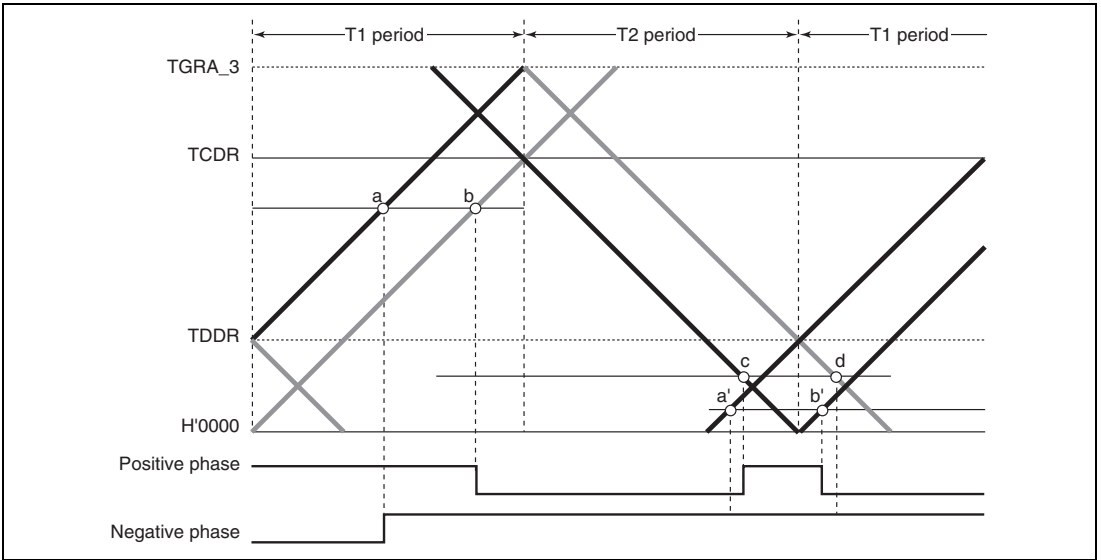 T1 period
T2 period
T1 period
TGRA_3
TCDR
a
b
TDDR
c
d
a'
b'
H'0000
Positive phase
Negative phase